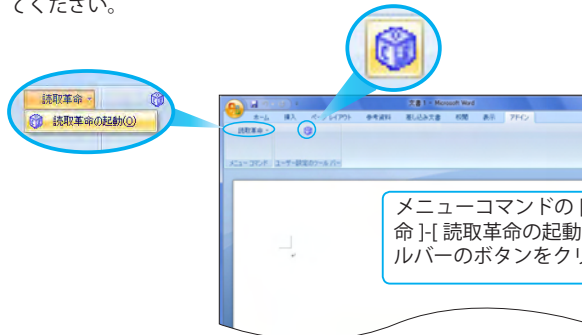 てください。
読取革命
読取革命の起動(O)
文書 1 - Microsoft Word
ホーム 挿入 ページ レイアウト 参考資料 差し込み文書 校閲 表示 アドイン
読取革命
メニュー コマンド ユーザー設定のツール バー
メニューコマンドの [
命 ]-[ 読取革命の起動
ルバーのボタンをクリ